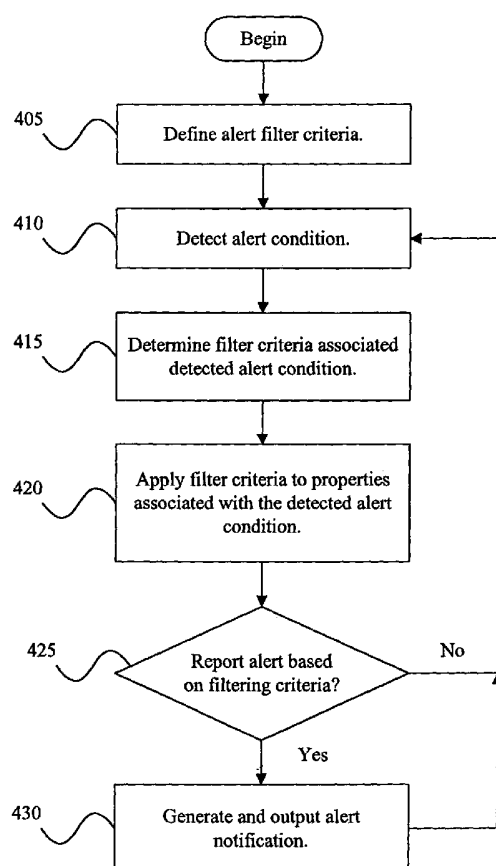 Begin
405
Define alert filter criteria.
410
Detect alert condition.
415
Determine filter criteria associated
detected alert condition.
420
Apply filter criteria to properties
associated with the detected alert
condition.
425
Report alert based
on filtering criteria?
No
Yes
430
Generate and output alert
notification.